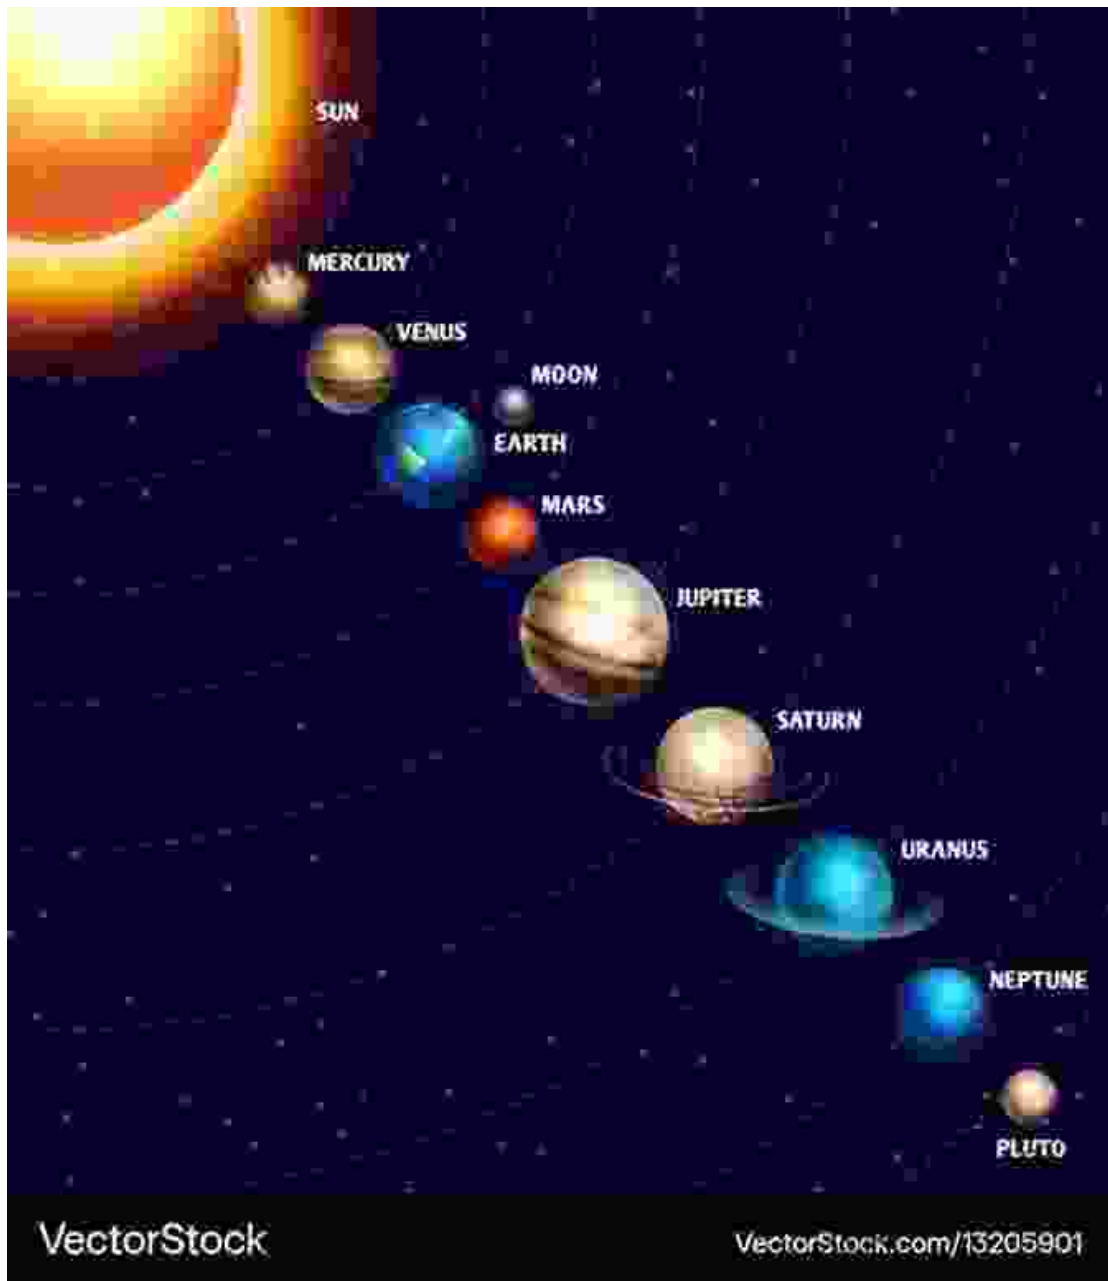 SUN
MERCURY
VENUS
MOON
EARTH
MARS
JUPITER
SATURN
URANUS
NEPTUNE
PLUTO
VectorStock
VectorStock.com/13205901